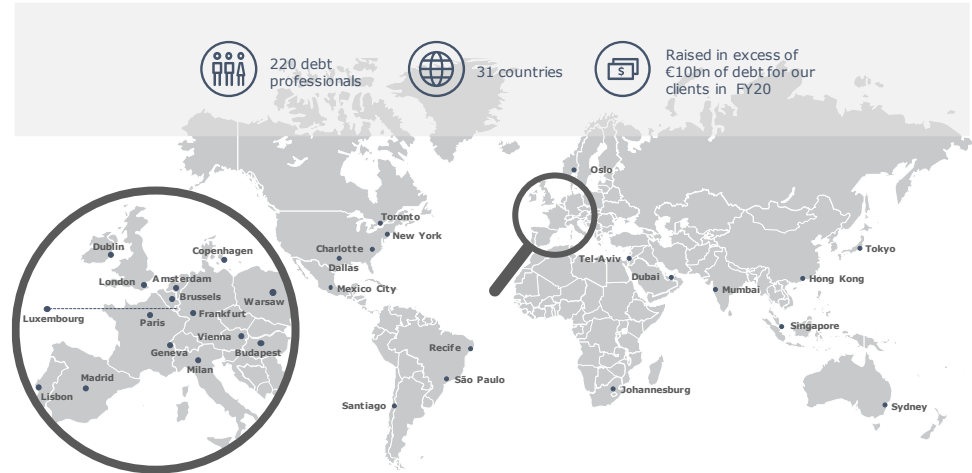 220 debt
professionals
31 countries
Raised in excess of
€10bn of debt for our
clients in FY20
Oslo
Toronto
New York
Charlotte
Dallas
Mexico City
Tel-Aviv
Dubai
Tokyo
Hong Kong
Mumbai
Singapore
Recife
São Paulo
Santiago
Johannesburg
Sydney
Dublin
Copenhagen
London
Amsterdam
Brussels
Warsaw
Luxembourg
Paris
Frankfurt
Vienna
Geneva
Budapest
Milan
Madrid
Lisbon